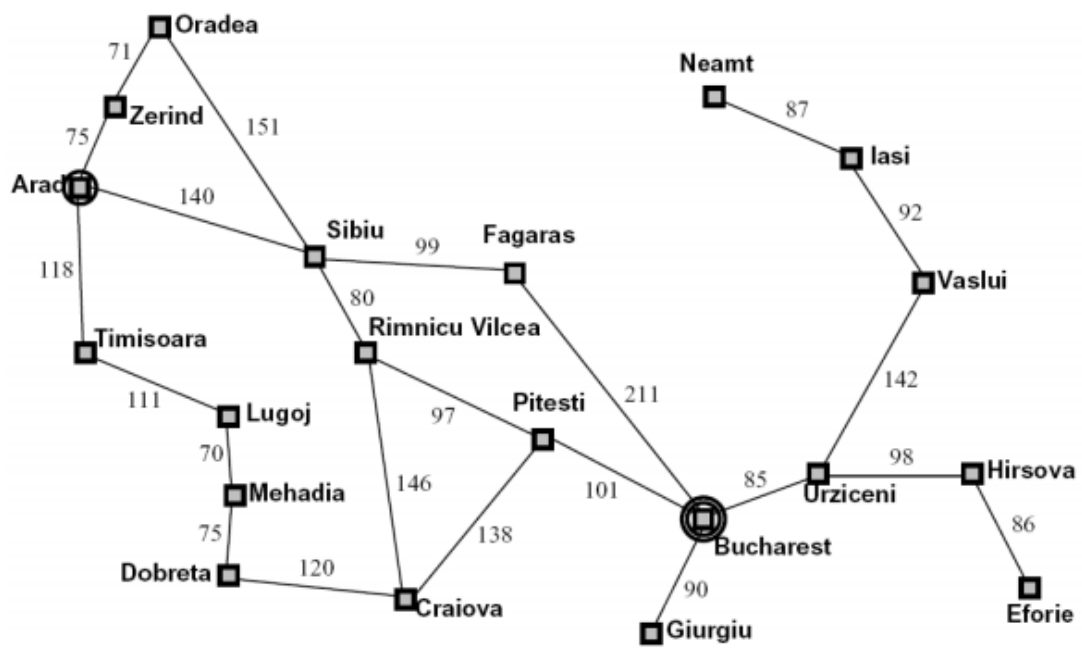 Oradea
71
Neamt
Zerind
87
75
151
Iasi
Arad
140
92
Sibiu
Fagaras
99
118
Vaslui
80
Rimnicu Vilcea
Timisoara
142
211
111
97
Pitesti
Lugoj
70
98
Hirsova
146
101
85
Urziceni
Mehadia
75
138
86
Bucharest
Dobreta
120
90
Craiova
Eforie
Giurgiu